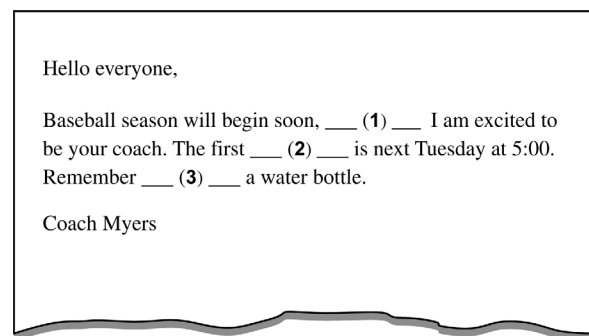 Hello everyone,
Baseball season will begin soon, ___ (1) ___ I am excited to
be your coach. The first ___ (2) ___ is next Tuesday at 5:00.
Remember ___ (3) ___ a water bottle.
Coach Myers